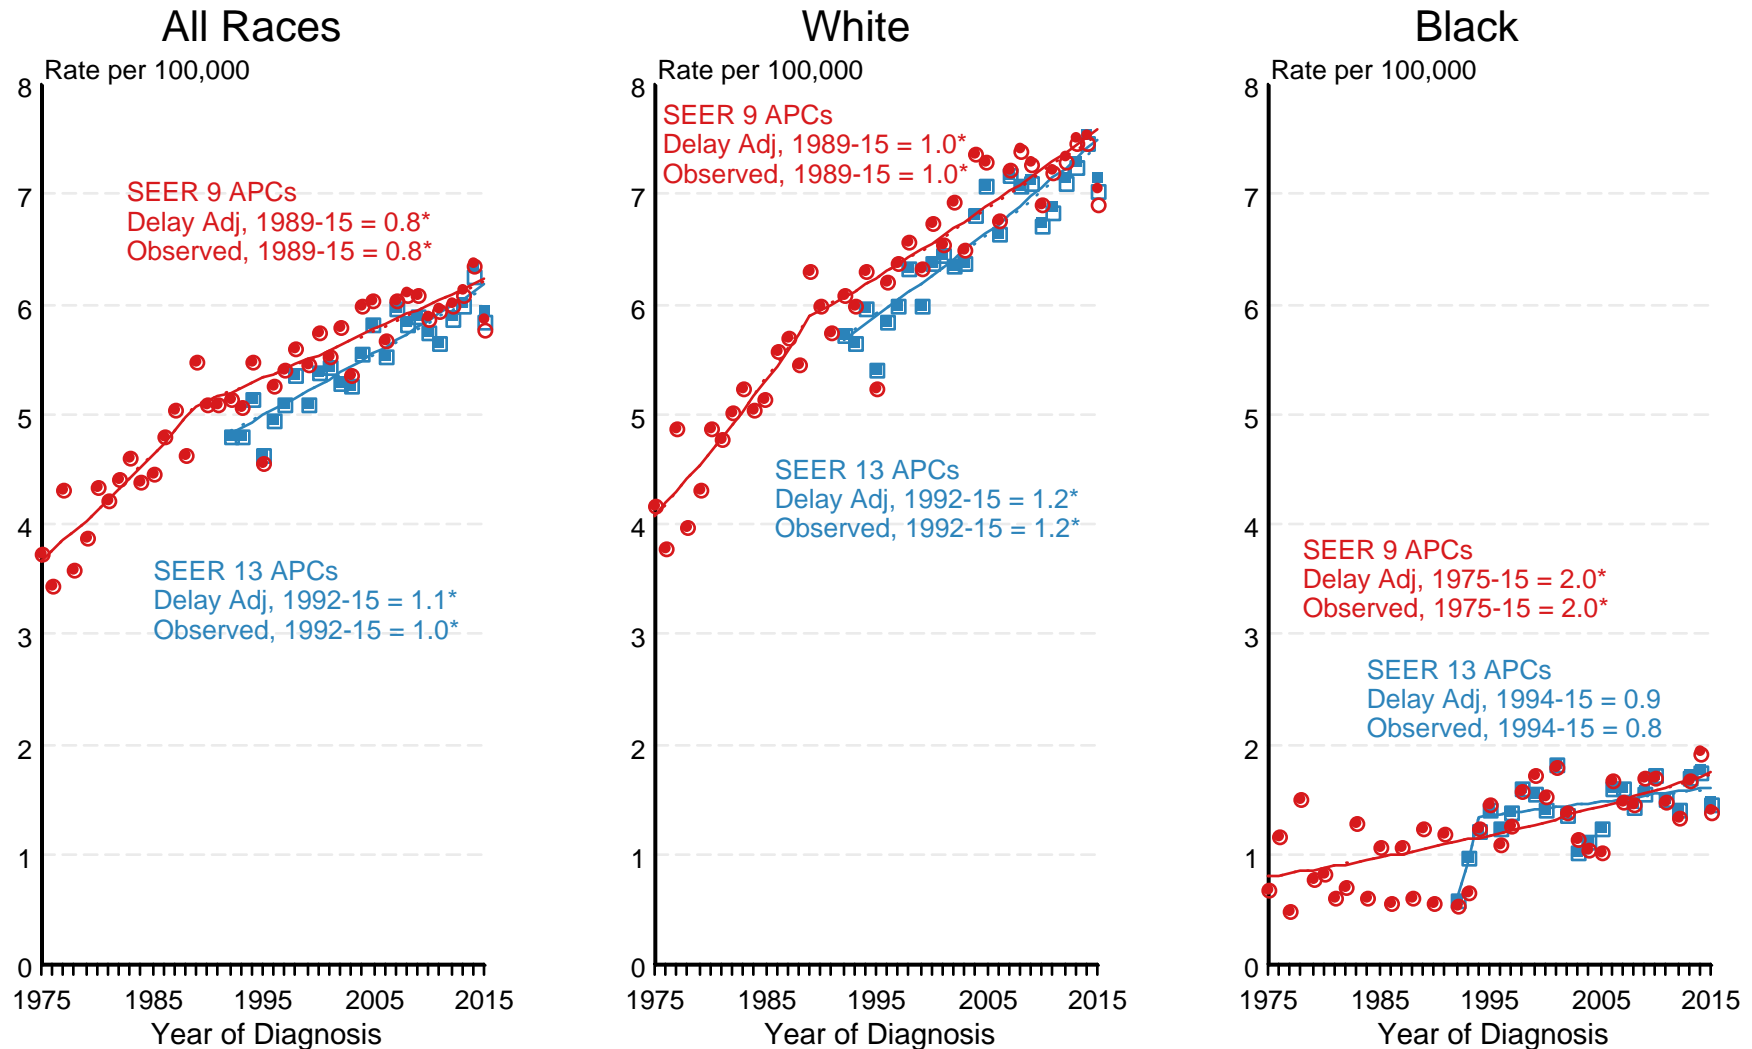 All Races
Rate per 100,000
8
7
6
5
4
3
2
1
0
SEER 9 APCs
Delay Adj, 1989-15 = 0.8*
Observed, 1989-15 = 0.8*
SEER 13 APCs
Delay Adj, 1992-15 = 1.1*
Observed, 1992-15 = 1.0*
1975 1985 1995 2005 2015
Year of Diagnosis
White
Rate per 100,000
8
7
6
5
4
3
2
1
0
SEER 9 APCs
Delay Adj, 1989-15 = 1.0*
Observed, 1989-15 = 1.0*
SEER 13 APCs
Delay Adj, 1992-15 = 1.2*
Observed, 1992-15 = 1.2*
1975 1985 1995 2005 2015
Year of Diagnosis
Black
Rate per 100,000
8
7
6
5
4
3
2
1
0
SEER 9 APCs
Delay Adj, 1975-15 = 2.0*
Observed, 1975-15 = 2.0*
SEER 13 APCs
Delay Adj, 1994-15 = 0.9
Observed, 1994-15 = 0.8
1975 1985 1995 2005 2015
Year of Diagnosis